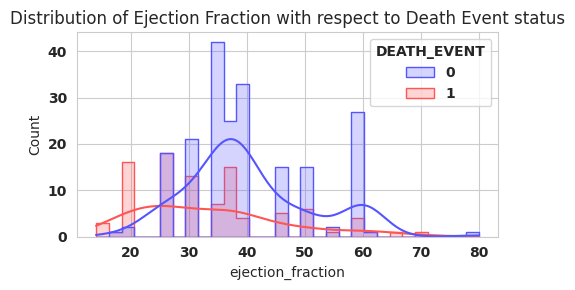 Distribution of Ejection Fraction with respect to Death Event status
DEATH_EVENT
0
1
Count
40
30
20
10
0
20 30 40 50 60 70 80
ejection_fraction